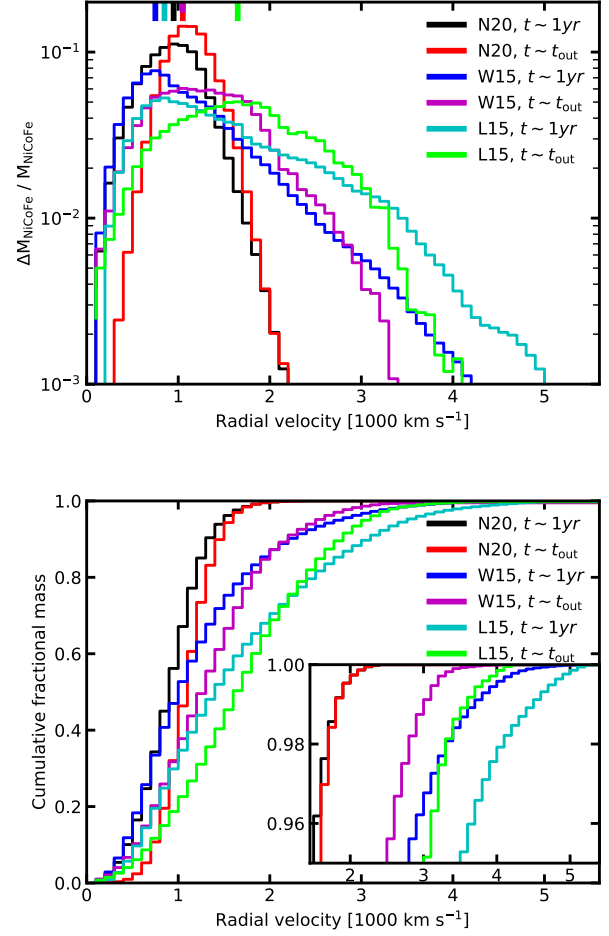 10⁻¹
10⁻²
10⁻³
ΔM_NiCoFe / M_NiCoFe
N20, t ~ 1yr
N20, t ~ t_out
W15, t ~ 1yr
W15, t ~ t_out
L15, t ~ 1yr
L15, t ~ t_out
0 1 2 3 4 5
Radial velocity [1000 km s⁻¹]
1.0
0.8
0.6
0.4
0.2
0.0
Cumulative fractional mass
N20, t ~ 1yr
N20, t ~ t_out
W15, t ~ 1yr
W15, t ~ t_out
L15, t ~ 1yr
L15, t ~ t_out
1.00
0.98
0.96
2 3 4 5
0 1 2 3 4 5
Radial velocity [1000 km s⁻¹]